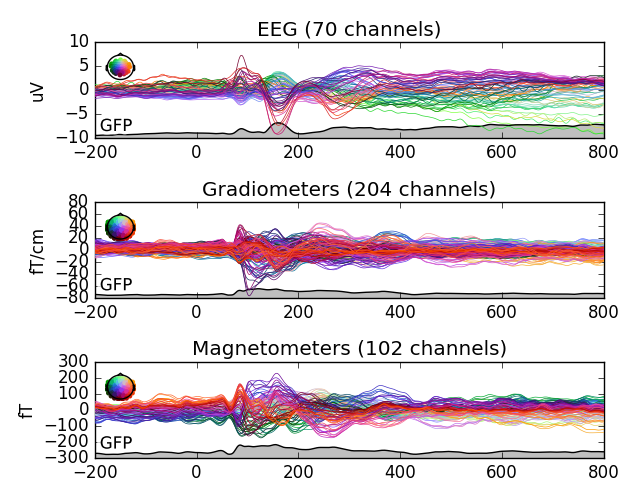 EEG (70 channels)
10
5
0
−5
−10
uV
GFP
−200 0 200 400 600 800
Gradiometers (204 channels)
80
60
40
20
0
−20
−40
−60
−80
fT/cm
GFP
−200 0 200 400 600 800
Magnetometers (102 channels)
300
200
100
0
−100
−200
−300
fT
GFP
−200 0 200 400 600 800